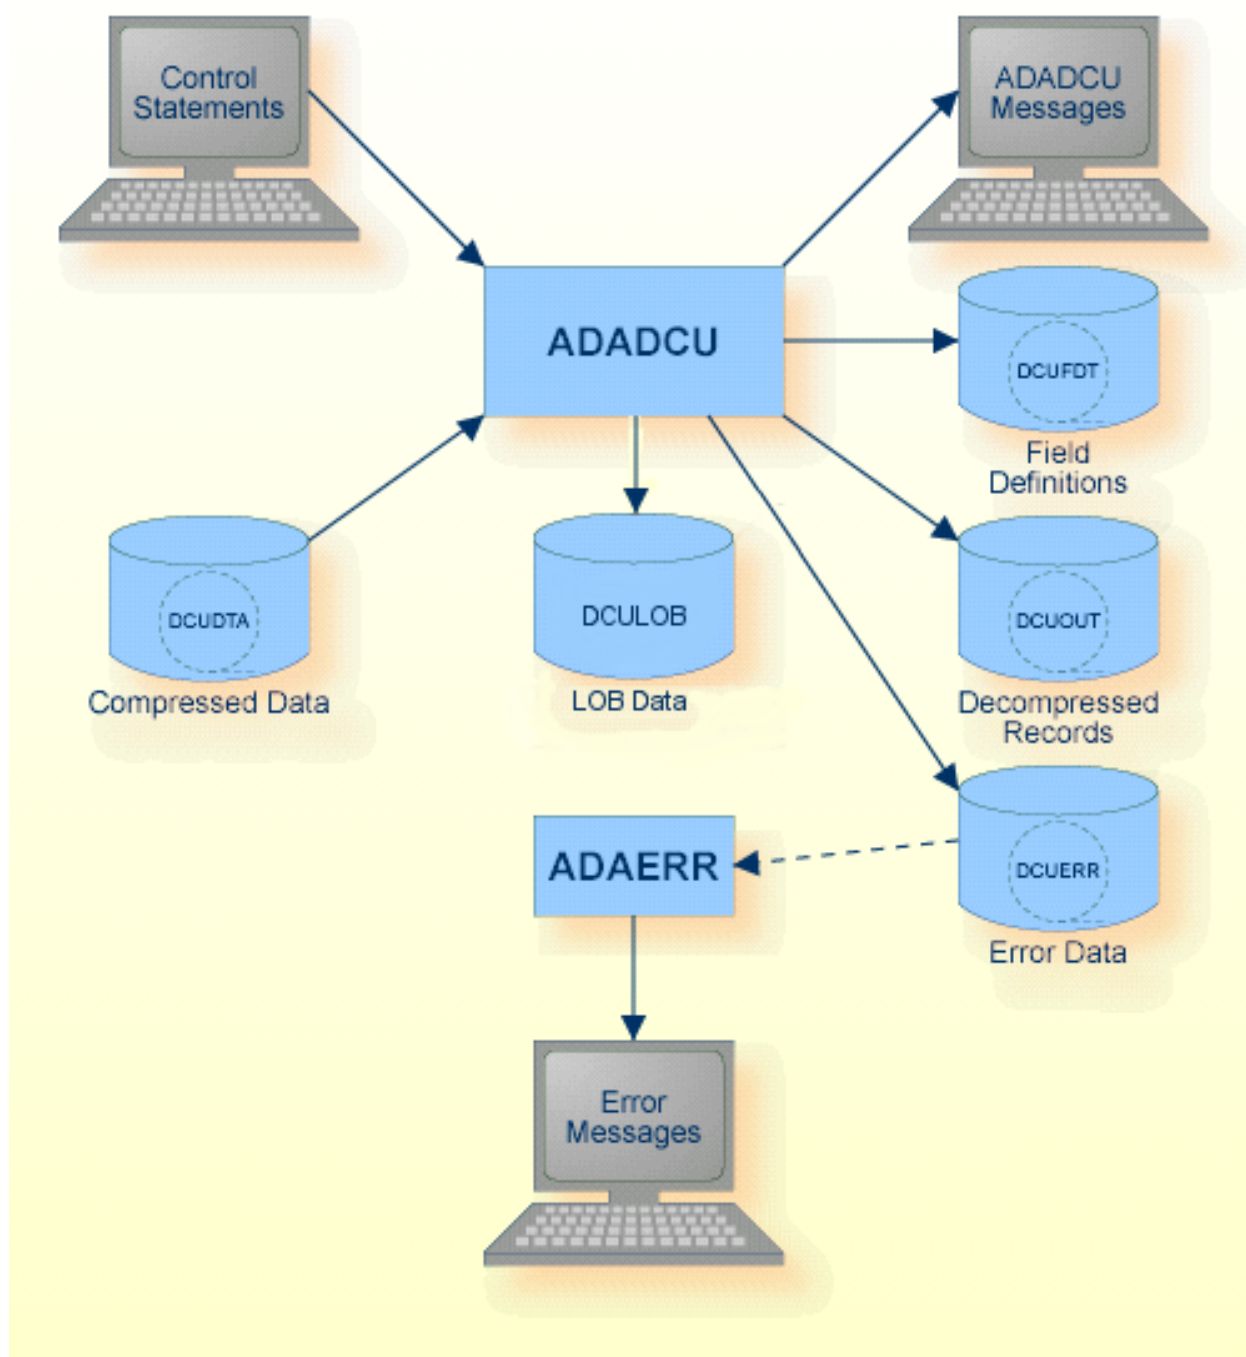 Control
Statements
ADADCU
Messages
ADADCU
DCUFDT
Field
Definitions
DCUDTA
Compressed Data
DCULOB
LOB Data
DCUOUT
Decompressed
Records
ADAERR
DCUERR
Error Data
Error
Messages